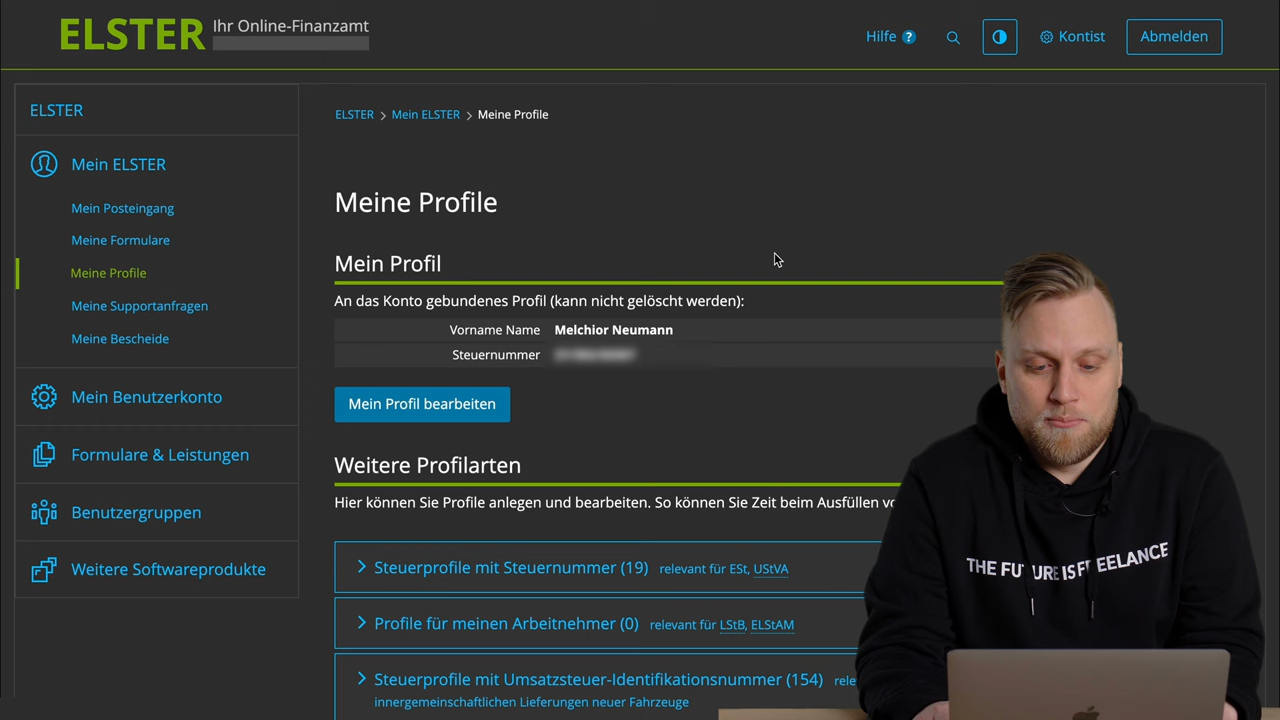 ELSTER
Ihr Online-Finanzamt
Hilfe ?
Kontist
Abmelden
ELSTER
Mein ELSTER
Mein Posteingang
Meine Formulare
Meine Profile
Meine Supportanfragen
Meine Bescheide
Mein Benutzerkonto
Formulare & Leistungen
Benutzergruppen
Weitere Softwareprodukte
ELSTER > Mein ELSTER > Meine Profile
Meine Profile
Mein Profil
An das Konto gebundenes Profil (kann nicht gelöscht werden):
Vorname Name Melchior Neumann
Steuernummer
Mein Profil bearbeiten
Weitere Profilarten
Hier können Sie Profile anlegen und bearbeiten. So können Sie Zeit beim Ausfüllen
Steuerprofile mit Steuernummer (19) relevant für ESt, UStVA
Profile für meinen Arbeitnehmer (0) relevant für LStB, ELStAM
Steuerprofile mit Umsatzsteuer-Identifikationsnummer (154)
innergemeinschaftlichen Lieferungen neuer Fahrzeuge
THE FUTURE IS FREELANCE